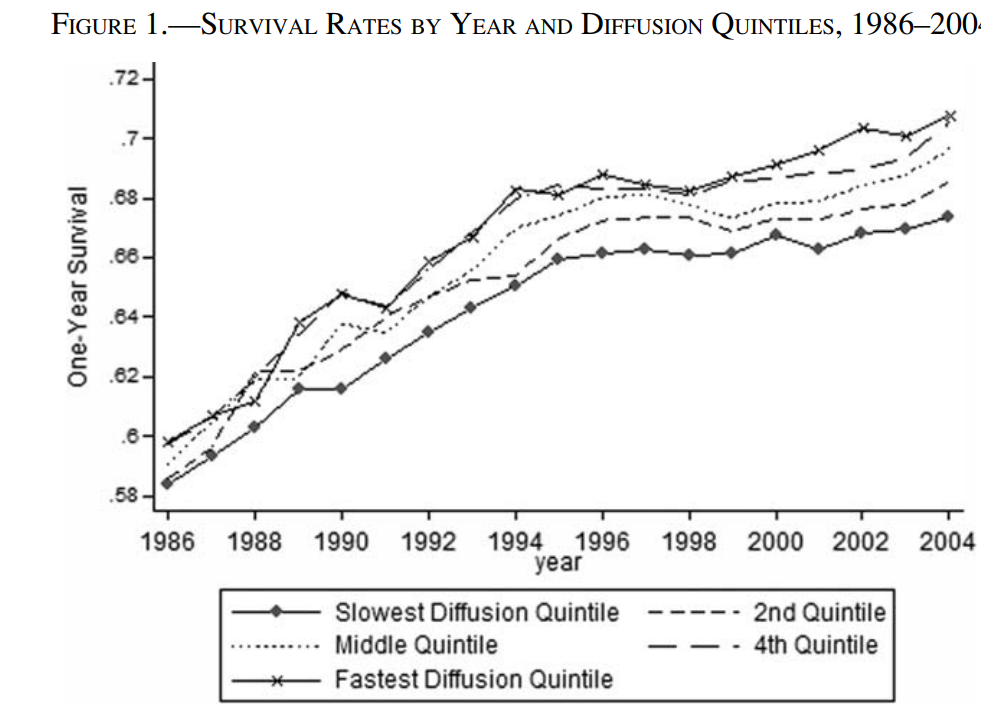 FIGURE 1.—SURVIVAL RATES BY YEAR AND DIFFUSION QUINTILES, 1986–200
.72
.7
.68
.66
.64
.62
.6
.58
One-Year Survival
1986 1988 1990 1992 1994 1996 1998 2000 2002 2004
year
Slowest Diffusion Quintile 2nd Quintile
Middle Quintile 4th Quintile
Fastest Diffusion Quintile